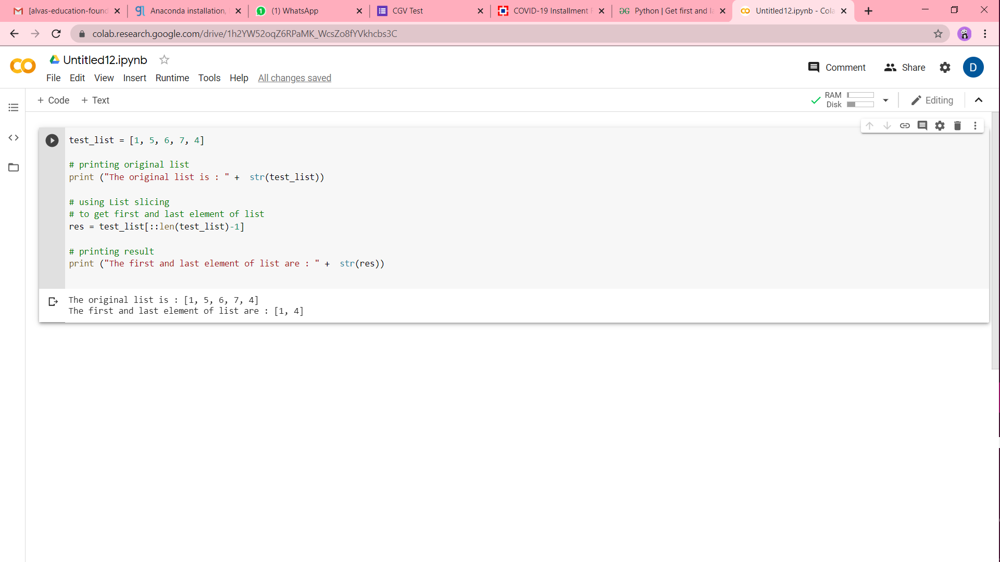 [alvas-education-found
Anaconda installation,
(1) WhatsApp
CGV Test
COVID-19 Installment
Python | Get first and la
Untitled12.ipynb - Cola
colab.research.google.com/drive/1h2YW52oqZ6RPaMK_WcsZo8fYVkhcbs3C
Untitled12.ipynb
File Edit View Insert Runtime Tools Help All changes saved
Comment Share D
+ Code + Text
RAM
Disk
Editing
test_list = [1, 5, 6, 7, 4]
# printing original list
print ("The original list is : " +  str(test_list))
# using List slicing
# to get first and last element of list
res = test_list[::len(test_list)-1]
# printing result
print ("The first and last element of list are : " +  str(res))
The original list is : [1, 5, 6, 7, 4]
The first and last element of list are : [1, 4]